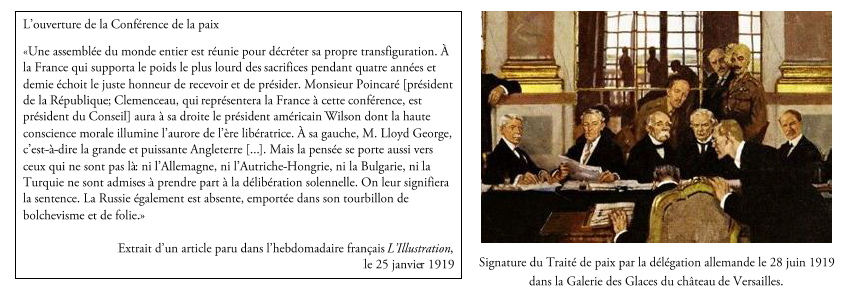 L'ouverture de la Conférence de la paix
«Une assemblée du monde entier est réunie pour décréter sa propre transfiguration. À
la France qui supporta le poids le plus lourd des sacrifices pendant quatre années et
demie échoit le juste honneur de recevoir et de présider. Monsieur Poincaré [président
de la République; Clemenceau, qui représentera la France à cette conférence, est
président du Conseil] aura à sa droite le président américain Wilson dont la haute
conscience morale illumine l'aurore de l'ère libératrice. À sa gauche, M. Lloyd George,
c'est-à-dire la grande et puissante Angleterre [...]. Mais la pensée se porte aussi vers
ceux qui ne sont pas là: ni l'Allemagne, ni l'Autriche-Hongrie, ni la Bulgarie, ni la
Turquie ne sont admises à prendre part à la délibération solennelle. On leur signifiera
la sentence. La Russie également est absente, emportée dans son tourbillon de
bolchevisme et de folie.»
Extrait d'un article paru dans l'hebdomadaire français L'Illustration,
le 25 janvier 1919
Signature du Traité de paix par la délégation allemande le 28 juin 1919
dans la Galerie des Glaces du château de Versailles.